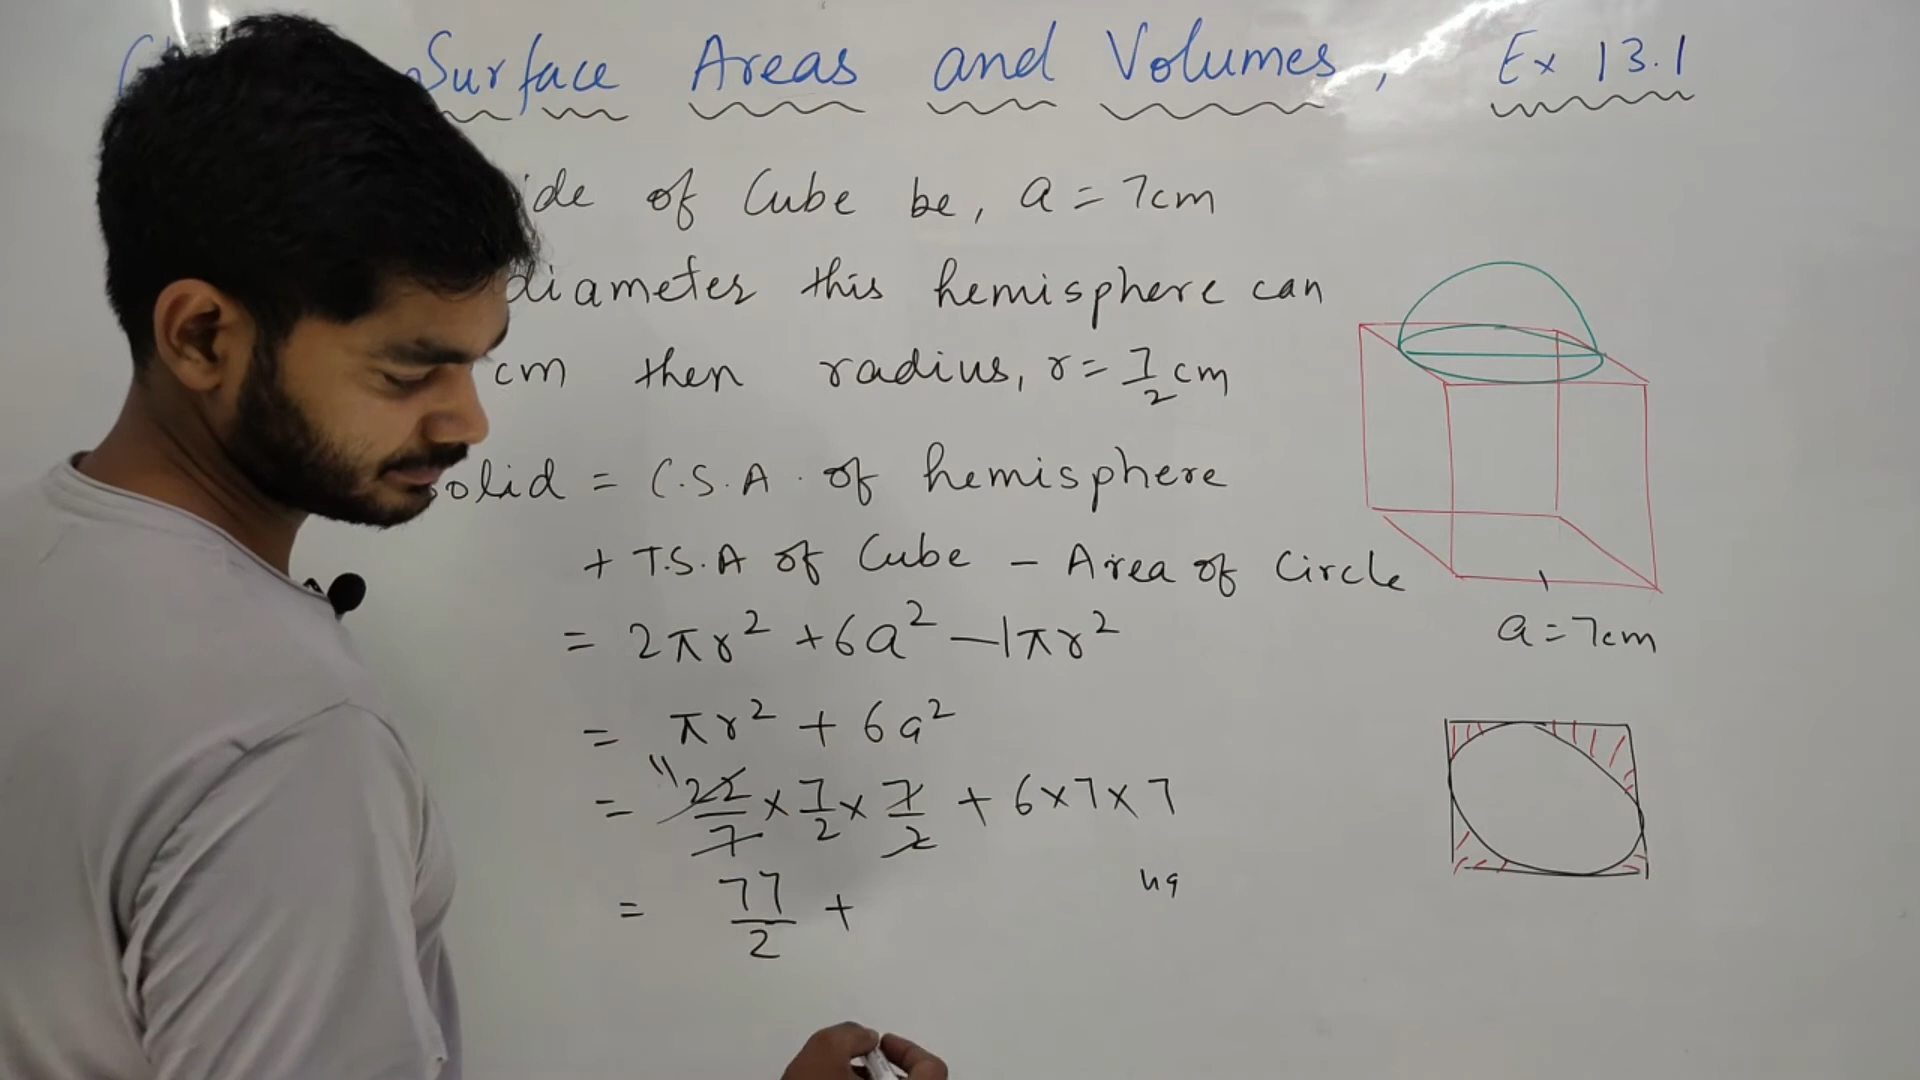 Surface Areas and Volumes, Ex 13.1
of Cube be, a = 7cm
diameter this hemisphere can
cm then radius, r = 7/2 cm
= C.S.A. of hemisphere
+ T.S.A of Cube - Area of Circle
= 2πr² + 6a² - 1πr²
a = 7cm
= πr² + 6a²
11
= 22/7 × 7/2 × 7/2 + 6×7×7
49
= 77/2 +